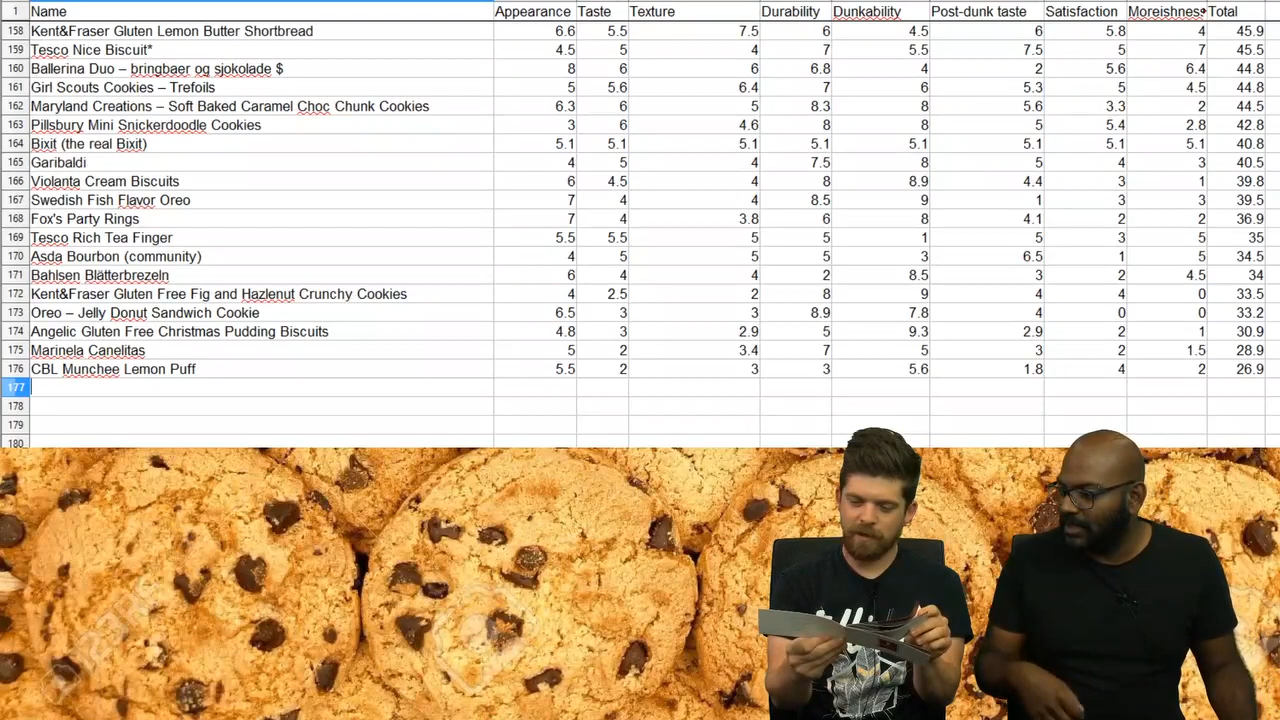 1 Name Appearance Taste Texture Durability Dunkability Post-dunk taste Satisfaction Moreishness Total
158 Kent&Fraser Gluten Lemon Butter Shortbread 6.6 5.5 7.5 6 4.5 6 5.8 4 45.9
159 Tesco Nice Biscuit* 4.5 5 4 7 5.5 7.5 5 7 45.5
160 Ballerina Duo – bringbaer og sjokolade $ 8 6 6 6.8 4 2 5.6 6.4 44.8
161 Girl Scouts Cookies – Trefoils 5 5.6 6.4 7 6 5.3 5 4.5 44.8
162 Maryland Creations – Soft Baked Caramel Choc Chunk Cookies 6.3 6 5 8.3 8 5.6 3.3 2 44.5
163 Pillsbury Mini Snickerdoodle Cookies 3 6 4.6 8 8 5 5.4 2.8 42.8
164 Bixit (the real Bixit) 5.1 5.1 5.1 5.1 5.1 5.1 5.1 5.1 40.8
165 Garibaldi 4 5 4 7.5 8 5 4 3 40.5
166 Violanta Cream Biscuits 6 4.5 4 8 8.9 4.4 3 1 39.8
167 Swedish Fish Flavor Oreo 7 4 4 8.5 9 1 3 3 39.5
168 Fox's Party Rings 7 4 3.8 6 8 4.1 2 2 36.9
169 Tesco Rich Tea Finger 5.5 5.5 5 5 1 5 3 5 35
170 Asda Bourbon (community) 4 5 5 5 3 6.5 1 5 34.5
171 Bahlsen Blätterbrezeln 6 4 4 2 8.5 3 2 4.5 34
172 Kent&Fraser Gluten Free Fig and Hazlenut Crunchy Cookies 4 2.5 2 8 9 4 4 0 33.5
173 Oreo – Jelly Donut Sandwich Cookie 6.5 3 3 8.9 7.8 4 0 0 33.2
174 Angelic Gluten Free Christmas Pudding Biscuits 4.8 3 2.9 5 9.3 2.9 2 1 30.9
175 Marinela Canelitas 5 2 3.4 7 5 3 2 1.5 28.9
176 CBL Munchee Lemon Puff 5.5 2 3 3 5.6 1.8 4 2 26.9
177
178
179
180